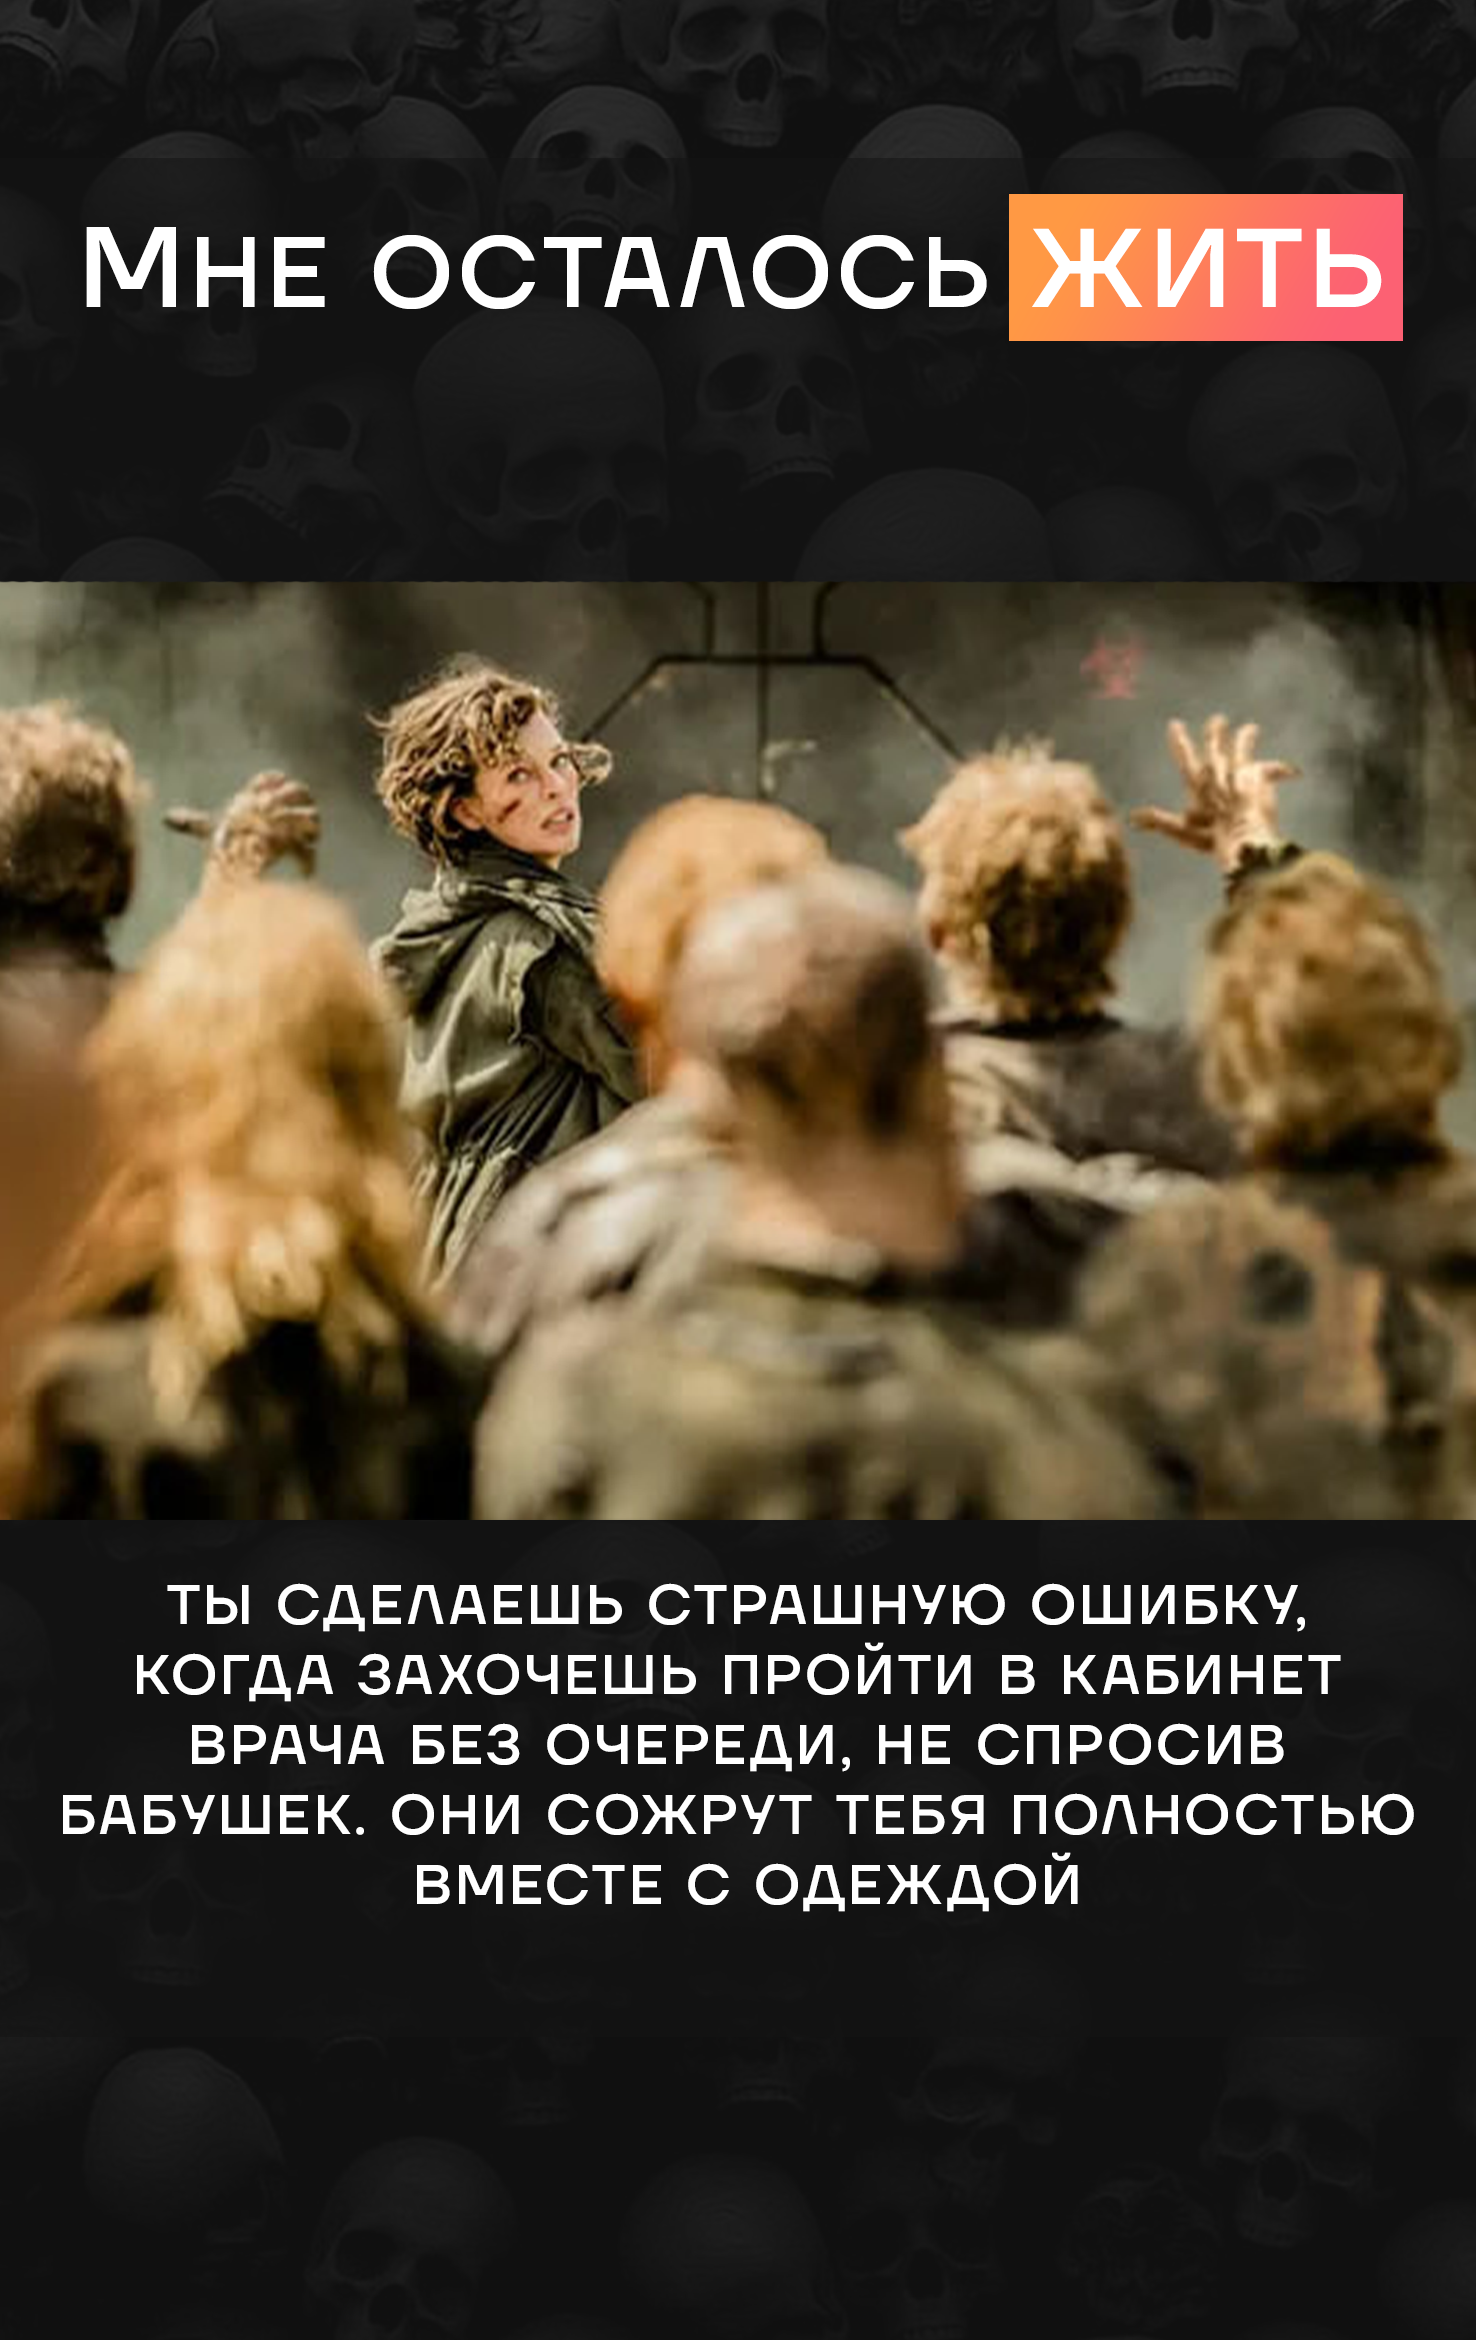 Мне осталось жить
ТЫ СДЕЛАЕШЬ СТРАШНУЮ ОШИБКУ,
КОГДА ЗАХОЧЕШЬ ПРОЙТИ В КАБИНЕТ
ВРАЧА БЕЗ ОЧЕРЕДИ, НЕ СПРОСИВ
БАБУШЕК. ОНИ СОЖРУТ ТЕБЯ ПОЛНОСТЬЮ
ВМЕСТЕ С ОДЕЖДОЙ